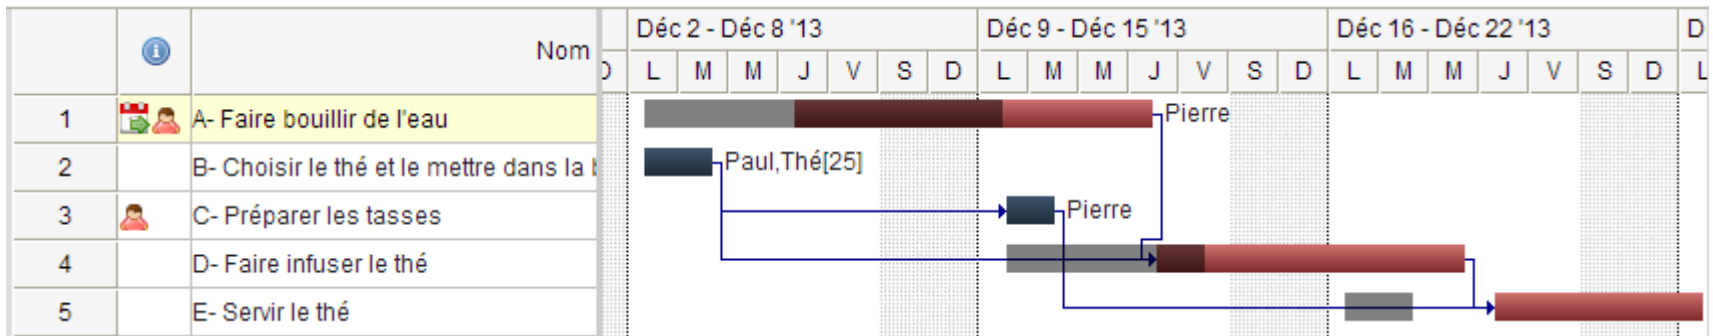 Nom
Déc 2 - Déc 8 '13
Déc 9 - Déc 15 '13
Déc 16 - Déc 22 '13
D
D L M M J V S D L M M J V S D L M M J V S D L
1 A- Faire bouillir de l'eau
Pierre
2 B- Choisir le thé et le mettre dans la
Paul,Thé[25]
3 C- Préparer les tasses
Pierre
4 D- Faire infuser le thé
5 E- Servir le thé